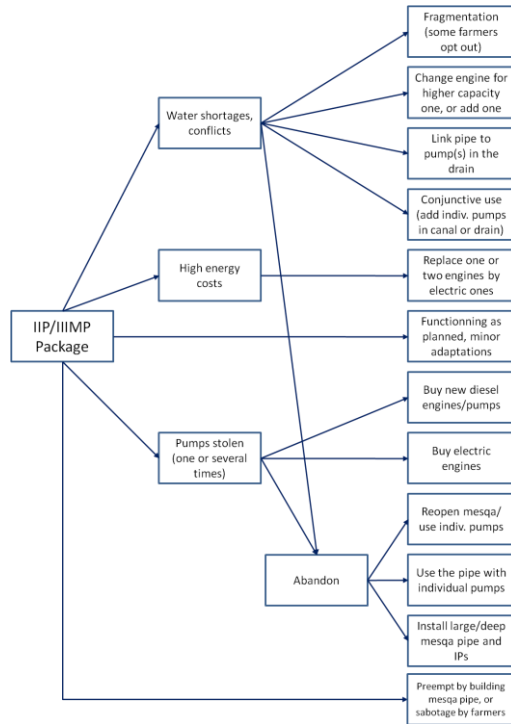 Fragmentation
(some farmers
opt out)
Change engine for
higher capacity
one, or add one
Water shortages,
conflicts
Link pipe to
pump(s) in the
drain
Conjunctive use
(add indiv. pumps
in canal or drain)
High energy
costs
Replace one or
two engines by
electric ones
IIP/IIIMP
Package
Functionning as
planned, minor
adaptations
Buy new diesel
engines/pumps
Pumps stolen
(one or several
times)
Buy electric
engines
Reopen mesqa/
use indiv. pumps
Abandon
Use the pipe with
individual pumps
Install large/deep
mesqa pipe and
IPs
Preempt by building
mesqa pipe, or
sabotage by farmers